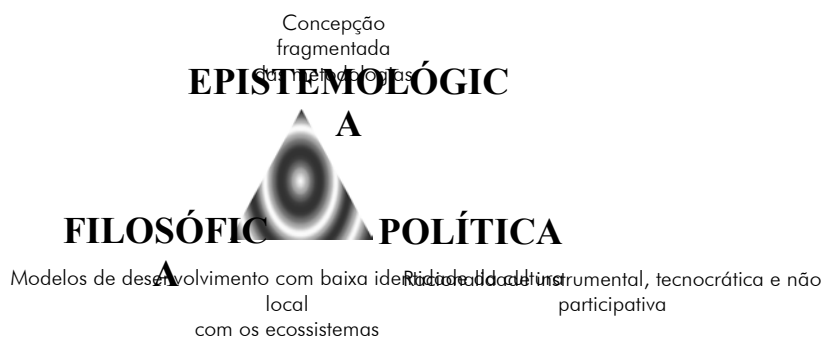 Concepção
fragmentada
das metodologias
EPISTEMOLÓGIC
A
FILOSÓFIC
A
POLÍTICA
Modelos de desenvolvimento com baixa identidade da cultura
local
com os ecossistemas
Racionalidade instrumental, tecnocrática e não
participativa